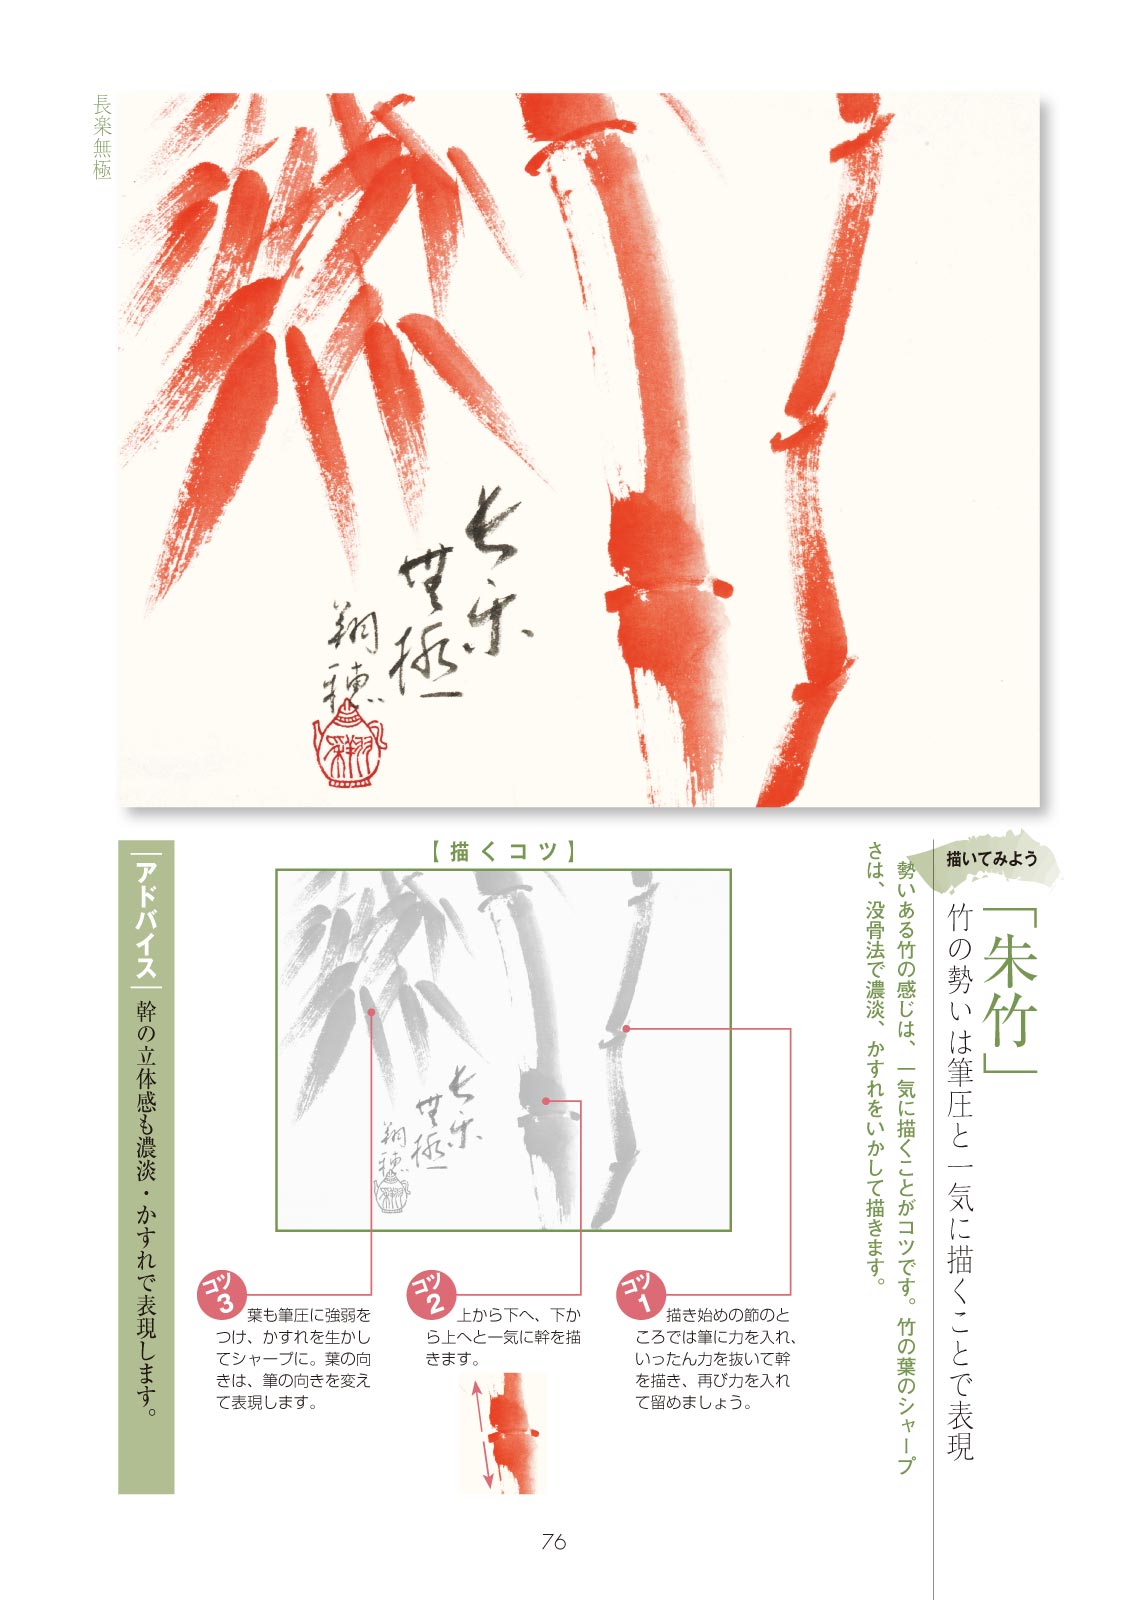 長楽無極
長楽
無極
翔穂
描いてみよう
「朱竹」
竹の勢いは筆圧と一気に描くことで表現
勢いある竹の感じは、一気に描くことがコツです。竹の葉のシャープ
さは、没骨法で濃淡、かすれをいかして描きます。
【描くコツ】
コツ1
描き始めの節のと
ころでは筆に力を入れ、
いったん力を抜いて幹
を描き、再び力を入れ
て留めましょう。
コツ2
上から下へ、下か
ら上へと一気に幹を描
きます。
コツ3
葉も筆圧に強弱を
つけ、かすれを生かし
てシャープに。葉の向
きは、筆の向きを変え
て表現します。
アドバイス
幹の立体感も濃淡・かすれで表現します。
76